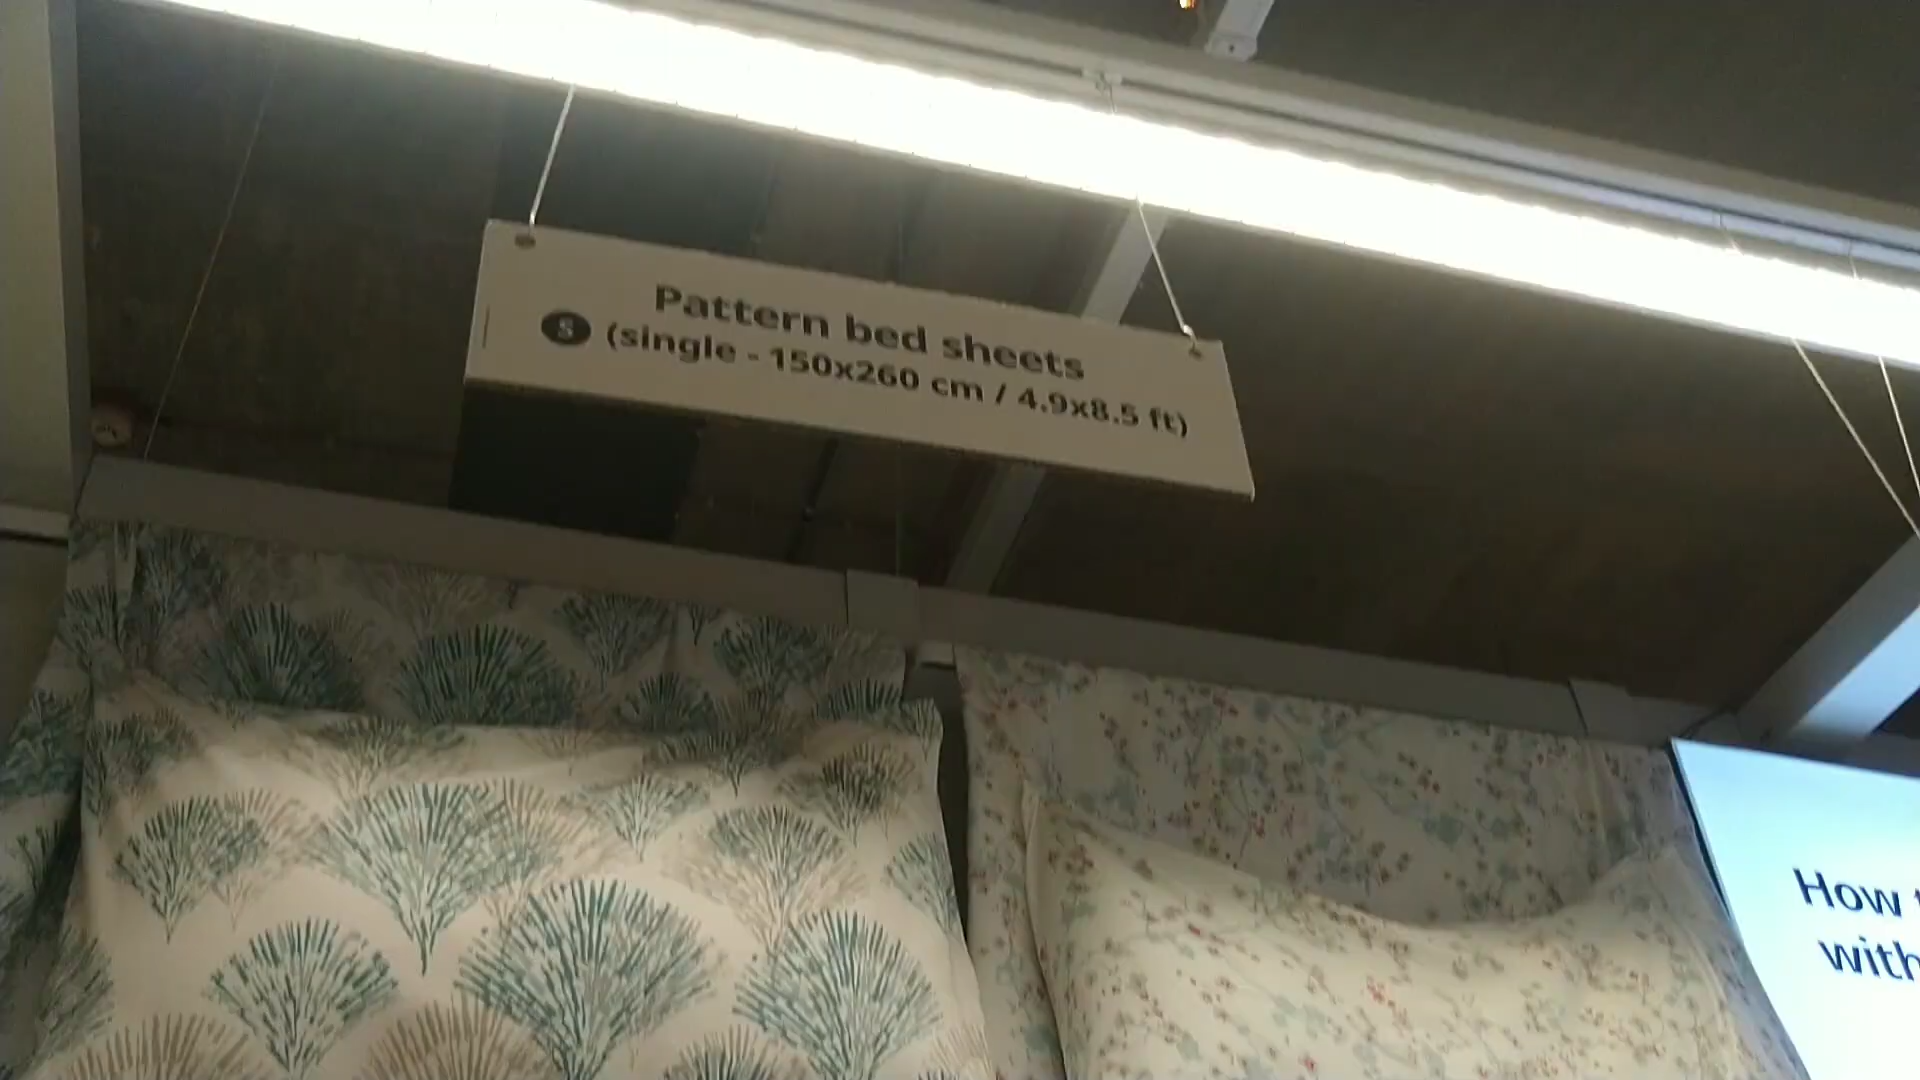 Pattern bed sheets
S (single - 150x260 cm / 4.9x8.5 ft)
How
with